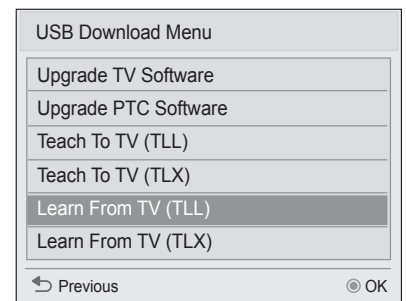 USB Download Menu
Upgrade TV Software
Upgrade PTC Software
Teach To TV (TLL)
Teach To TV (TLX)
Learn From TV (TLL)
Learn From TV (TLX)
Previous OK